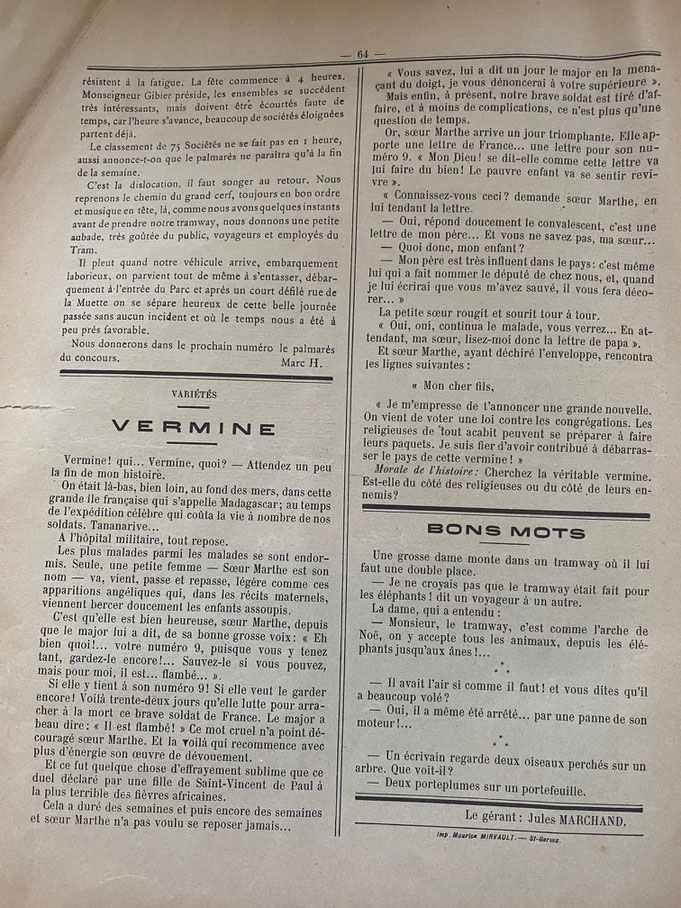 — 64 —
résistent à la fatigue. La fête commence à 4 heures.
Monseigneur Gibier préside, les ensembles se succèdent
très intéressants, mais doivent être écourtés faute de
temps, car l'heure s'avance, beaucoup de sociétés éloignées
partent déjà.
Le classement de 75 Sociétés ne se fait pas en 1 heure,
aussi annonce-t-on que le palmarès ne paraîtra qu'à la fin
de la semaine.
C'est la dislocation, il faut songer au retour. Nous
reprenons le chemin du grand cerf, toujours en bon ordre
et musique en tête, là, comme nous avons quelques instants
avant de prendre notre tramway, nous donnons une petite
aubade, très goûtée du public, voyageurs et employés du
Tram.
Il pleut quand notre véhicule arrive, embarquement
laborieux, on parvient tout de même à s'entasser, débar-
quement à l'entrée du Parc et après un court défilé rue de
la Muette on se sépare heureux de cette belle journée
passée sans aucun incident et où le temps nous a été à
peu prés favorable.
Nous donnerons dans le prochain numéro le palmarès
du concours. Marc H.
VARIÉTÉS
VERMINE
Vermine! qui... Vermine, quoi? — Attendez un peu
la fin de mon histoire.
On était là-bas, bien loin, au fond des mers, dans cette
grande île française qui s'appelle Madagascar; au temps
de l'expédition célèbre qui coûta la vie à nombre de nos
soldats. Tananarive...
A l'hôpital militaire, tout repose.
Les plus malades parmi les malades se sont endor-
mis. Seule, une petite femme — Sœur Marthe est son
nom — va, vient, passe et repasse, légère comme ces
apparitions angéliques qui, dans les récits maternels,
viennent bercer doucement les enfants assoupis.
C'est qu'elle est bien heureuse, sœur Marthe, depuis
que le major lui a dit, de sa bonne grosse voix: « Eh
bien quoi!... votre numéro 9, puisque vous y tenez
tant, gardez-le encore!... Sauvez-le si vous pouvez,
mais pour moi, il est... flambé... ».
Si elle y tient à son numéro 9! Si elle veut le garder
encore! Voilà trente-deux jours qu'elle lutte pour arra-
cher à la mort ce brave soldat de France. Le major a
beau dire: « Il est flambé! » Ce mot cruel n'a point dé-
couragé sœur Marthe. Et la voilà qui recommence avec
plus d'énergie son œuvre de dévouement.
Et ce fut quelque chose d'effrayement sublime que ce
duel déclaré par une fille de Saint-Vincent de Paul à
la plus terrible des fièvres africaines.
Cela a duré des semaines et puis encore des semaines
et sœur Marthe n'a pas voulu se reposer jamais...
« Vous savez, lui a dit un jour le major en la mena-
çant du doigt, je vous dénoncerai à votre supérieure ».
Mais enfin, à présent, notre brave soldat est tiré d'af-
faire, et à moins de complications, ce n'est plus qu'une
question de temps.
Or, sœur Marthe arrive un jour triomphante. Elle ap-
porte une lettre de France... une lettre pour son nu-
méro 9. « Mon Dieu! se dit-elle comme cette lettre va
lui faire du bien! Le pauvre enfant va se sentir revi-
vre ».
« Connaissez-vous ceci? demande sœur Marthe, en
lui tendant la lettre.
— Oui, répond doucement le convalescent, c'est une
lettre de mon père... Et vous ne savez pas, ma sœur...
— Quoi donc, mon enfant?
— Mon père est très influent dans le pays: c'est même
lui qui a fait nommer le député de chez nous, et, quand
je lui écrirai que vous m'avez sauvé, il vous fera déco-
rer... »
La petite sœur rougit et sourit tour à tour.
« Oui, oui, continua le malade, vous verrez... En at-
tendant, ma sœur, lisez-moi donc la lettre de papa ».
Et sœur Marthe, ayant déchiré l'enveloppe, rencontra
les lignes suivantes :
« Mon cher fils,
« Je m'empresse de t'annoncer une grande nouvelle.
On vient de voter une loi contre les congrégations. Les
religieuses de tout acabit peuvent se préparer à faire
leurs paquets. Je suis fier d'avoir contribué à débarras-
ser le pays de cette vermine! »
Morale de l'histoire: Cherchez la véritable vermine.
Est-elle du côté des religieuses ou du côté de leurs en-
nemis?
BONS MOTS
Une grosse dame monte dans un tramway où il lui
faut une double place.
— Je ne croyais pas que le tramway était fait pour
les éléphants! dit un voyageur à un autre.
La dame, qui a entendu :
— Monsieur, le tramway, c'est comme l'arche de
Noë, on y accepte tous les animaux, depuis les élé-
phants jusqu'aux ânes!...
* * *
— Il avait l'air si comme il faut! et vous dites qu'il
a beaucoup volé?
— Oui, il a même été arrêté... par une panne de son
moteur!...
* * *
— Un écrivain regarde deux oiseaux perchés sur un
arbre. Que voit-il?
— Deux porteplumes sur un portefeuille.
Le gérant : Jules MARCHAND.
Imp. Maurice MIRVAULT. — St-Germs.